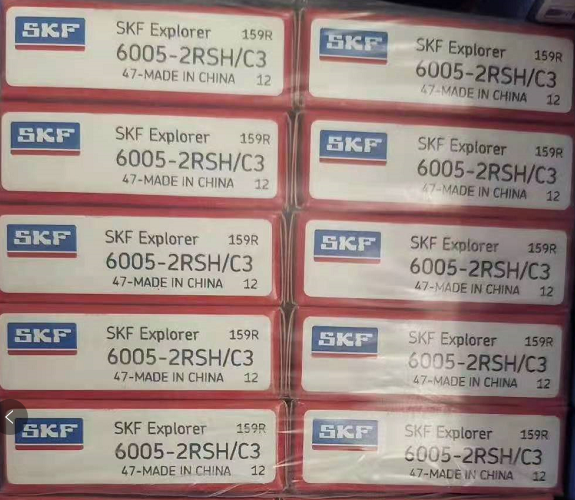 SKF
SKF Explorer 159R
6005-2RSH/C3
47-MADE IN CHINA 12
SKF
SKF Explorer 159R
6005-2RSH/C3
47-MADE IN CHINA 12
SKF
SKF Explorer 159R
6005-2RSH/C3
47-MADE IN CHINA 12
SKF
SKF Explorer 159R
6005-2RSH/C3
47-MADE IN CHINA 12
SKF
SKF Explorer 159R
6005-2RSH/C3
47-MADE IN CHINA 12
SKF
SKF Explorer 159R
6005-2RSH/C3
47-MADE IN CHINA 12
SKF
SKF Explorer 159R
6005-2RSH/C3
47-MADE IN CHINA 12
SKF
SKF Explorer 159R
6005-2RSH/C3
47-MADE IN CHINA 12
SKF
SKF Explorer 159R
6005-2RSH/C3
47-MADE IN CHINA 12
SKF
SKF Explorer 159R
6005-2RSH/C3
47-MADE IN CHINA 12